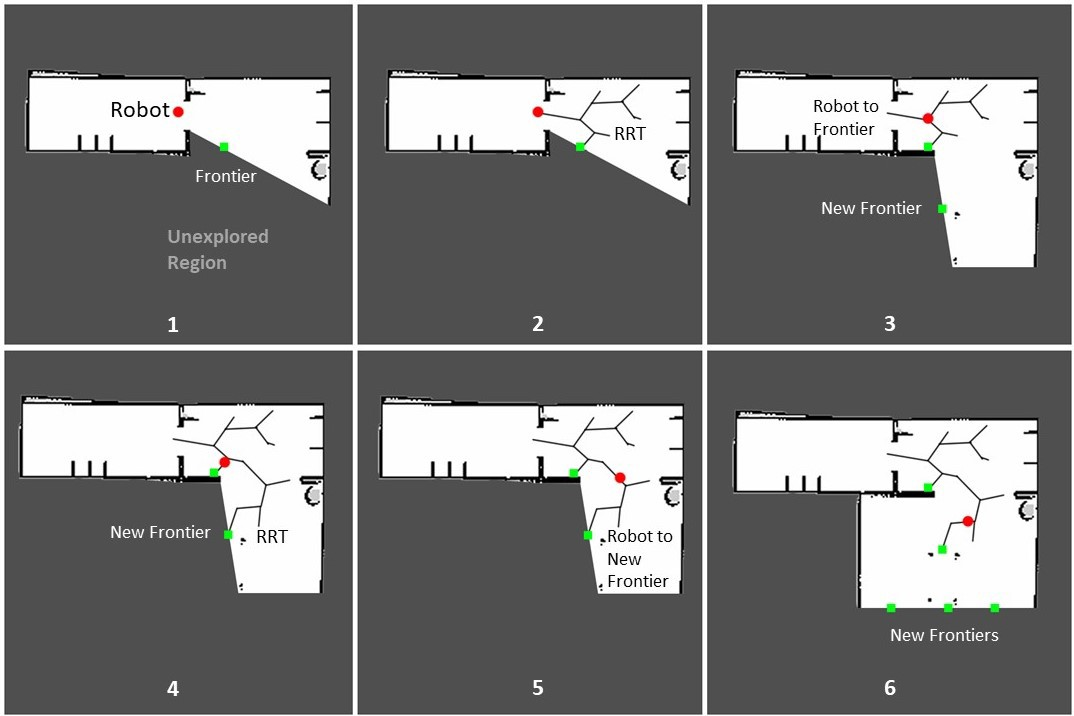 Robot
Frontier
Unexplored
Region
1
RRT
2
Robot to
Frontier
New Frontier
3
New Frontier
RRT
4
Robot to
New
Frontier
5
New Frontiers
6